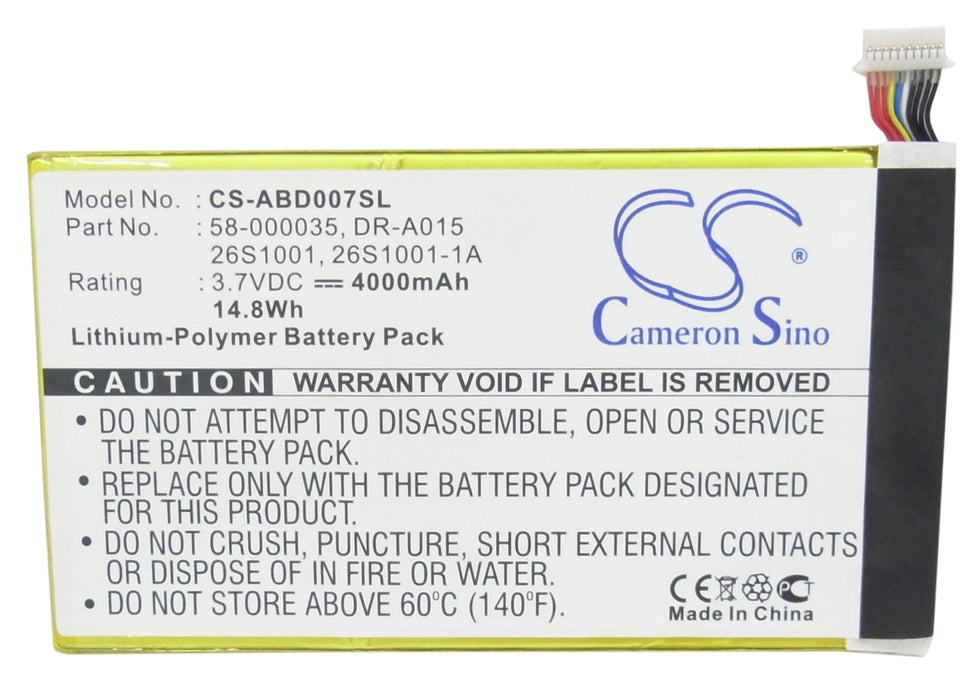 Model No. : CS-ABD007SL
Part No. : 58-000035, DR-A015
26S1001, 26S1001-1A
Rating : 3.7VDC ⎓ 4000mAh
14.8Wh
Lithium-Polymer Battery Pack
CS ®
Cameron Sino
CAUTION WARRANTY VOID IF LABEL IS REMOVED
• DO NOT ATTEMPT TO DISASSEMBLE, OPEN OR SERVICE
THE BATTERY PACK.
• REPLACE ONLY WITH THE BATTERY PACK DESIGNATED
FOR THIS PRODUCT.
• DO NOT CRUSH, PUNCTURE, SHORT EXTERNAL CONTACTS
OR DISPOSE OF IN FIRE OR WATER.
• DO NOT STORE ABOVE 60°C (140°F).
CE PCT
Made In China